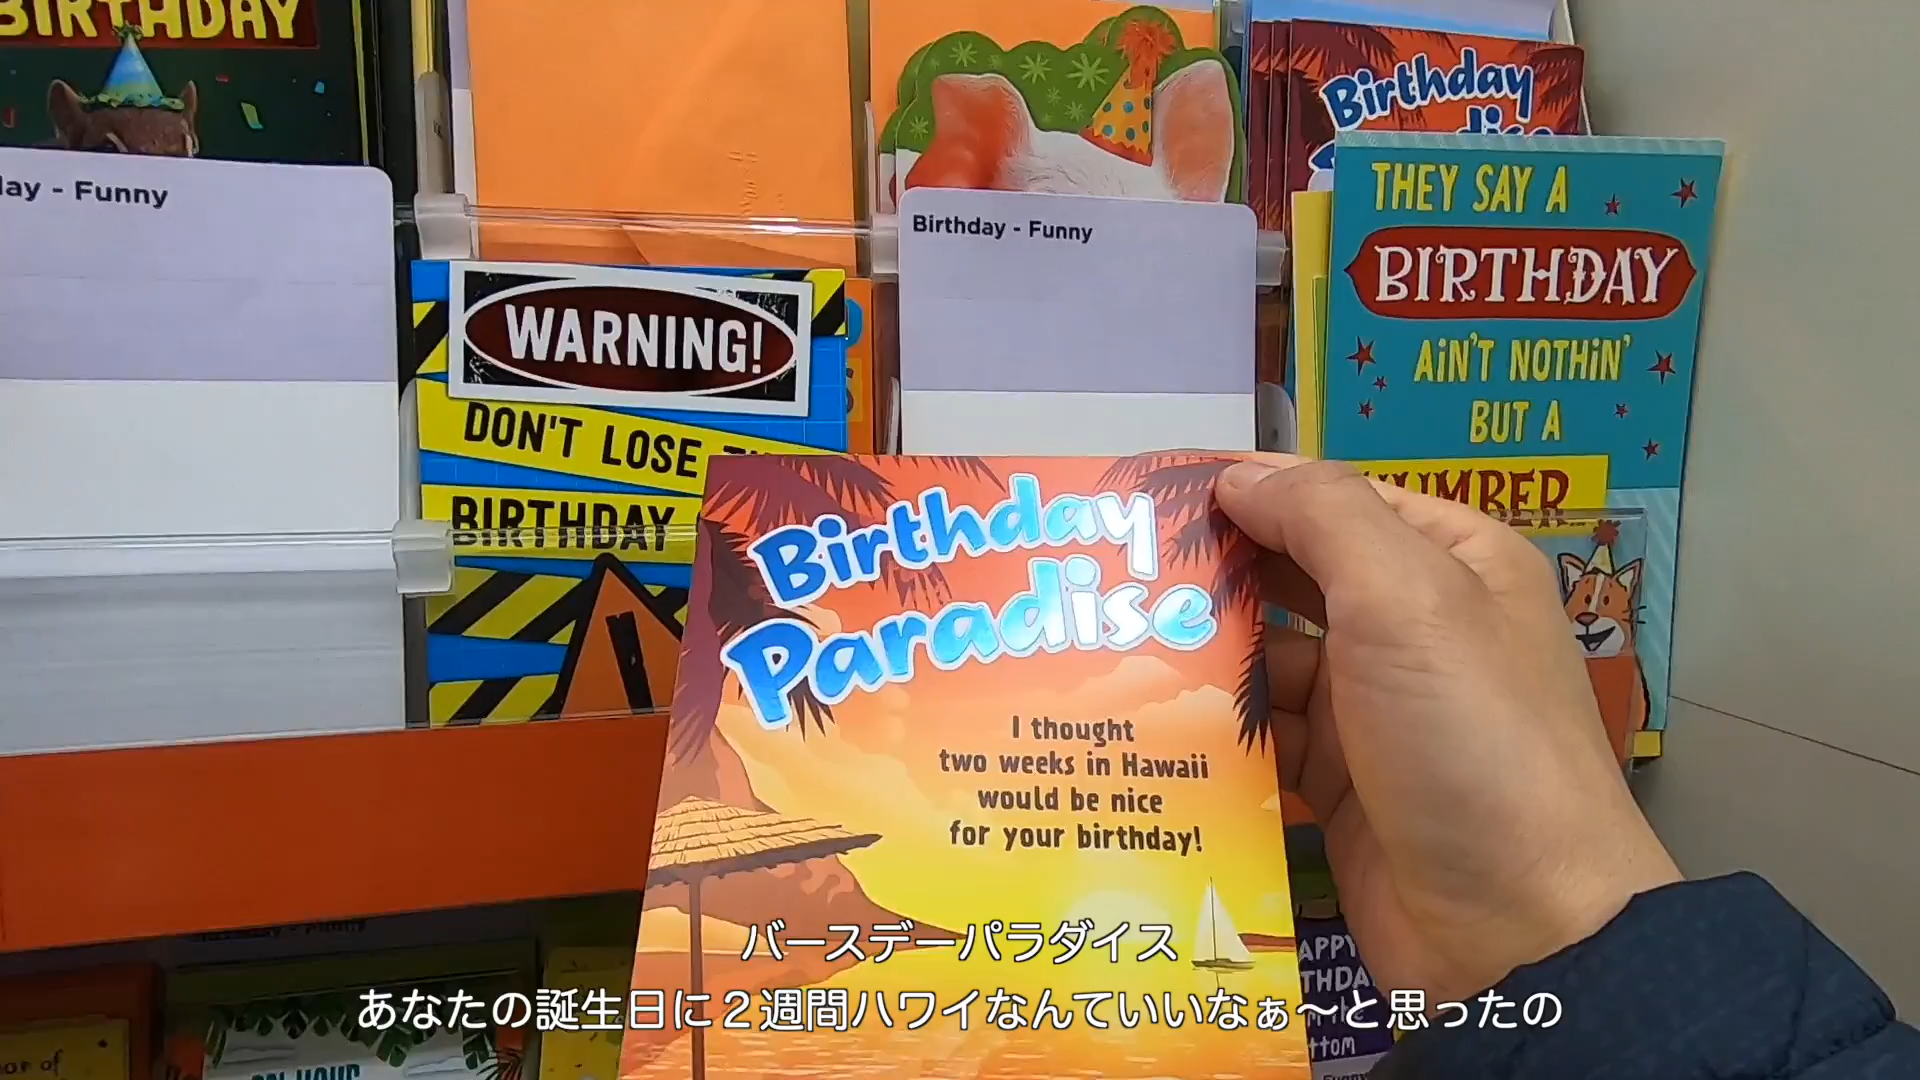 BIRTHDAY
- Funny
Birthday - Funny
Birthday
THEY SAY A
BIRTHDAY
AIN'T NOTHIN'
BUT A
NUMBER
WARNING!
DON'T LOSE
BIRTHDAY
Birthday
Paradise
I thought
two weeks in Hawaii
would be nice
for your birthday!
バースデーパラダイス
あなたの誕生日に２週間ハワイなんていいなぁ～と思ったの